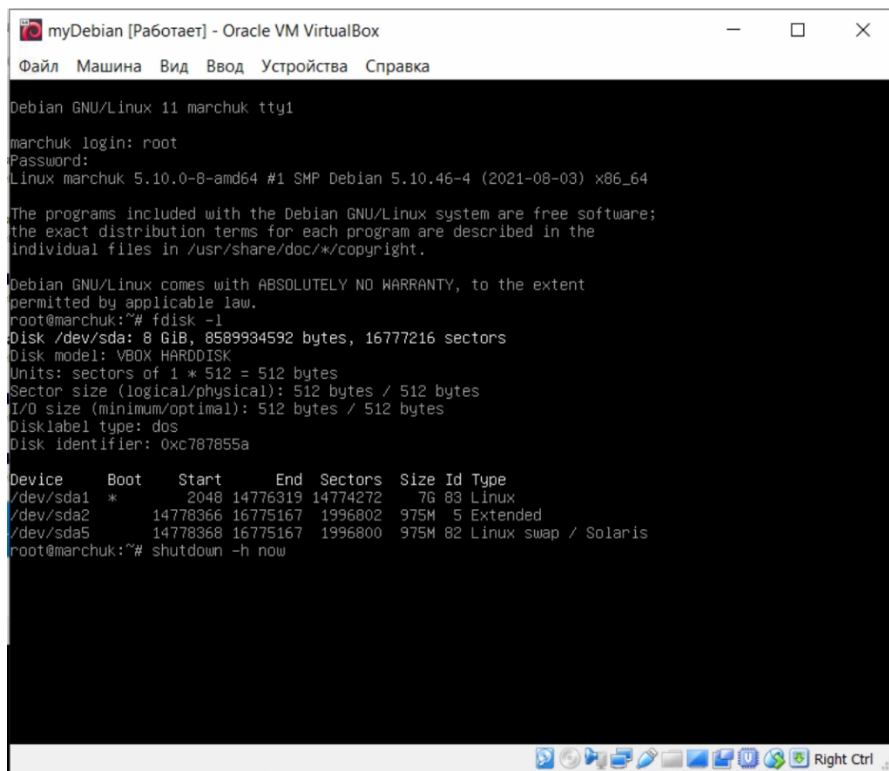 myDebian [Работает] - Oracle VM VirtualBox
Файл Машина Вид Ввод Устройства Справка
Debian GNU/Linux 11 marchuk tty1
marchuk login: root
Password:
Linux marchuk 5.10.0-8-amd64 #1 SMP Debian 5.10.46-4 (2021-08-03) x86_64
The programs included with the Debian GNU/Linux system are free software;
the exact distribution terms for each program are described in the
individual files in /usr/share/doc/*/copyright.
Debian GNU/Linux comes with ABSOLUTELY NO WARRANTY, to the extent
permitted by applicable law.
root@marchuk:~# fdisk -l
Disk /dev/sda: 8 GiB, 8589934592 bytes, 16777216 sectors
Disk model: VBOX HARDDISK
Units: sectors of 1 * 512 = 512 bytes
Sector size (logical/physical): 512 bytes / 512 bytes
I/O size (minimum/optimal): 512 bytes / 512 bytes
Disklabel type: dos
Disk identifier: 0xc787855a
Device Boot Start End Sectors Size Id Type
/dev/sda1 * 2048 14776319 14774272 7G 83 Linux
/dev/sda2 14778366 16775167 1996802 975M 5 Extended
/dev/sda5 14778368 16775167 1996800 975M 82 Linux swap / Solaris
root@marchuk:~# shutdown -h now
Right Ctrl